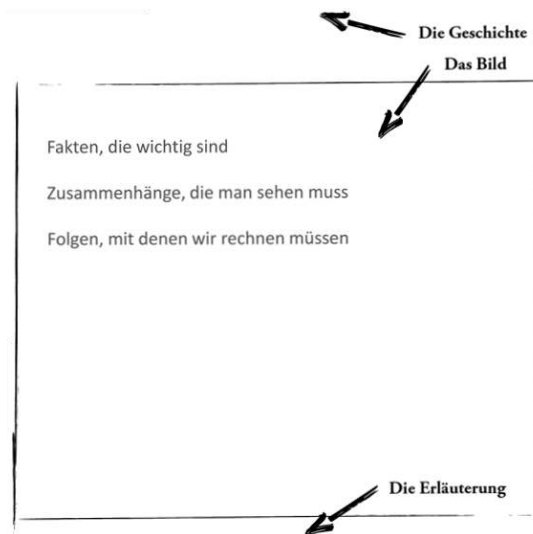 Die Geschichte
Das Bild
Fakten, die wichtig sind
Zusammenhänge, die man sehen muss
Folgen, mit denen wir rechnen müssen
Die Erläuterung